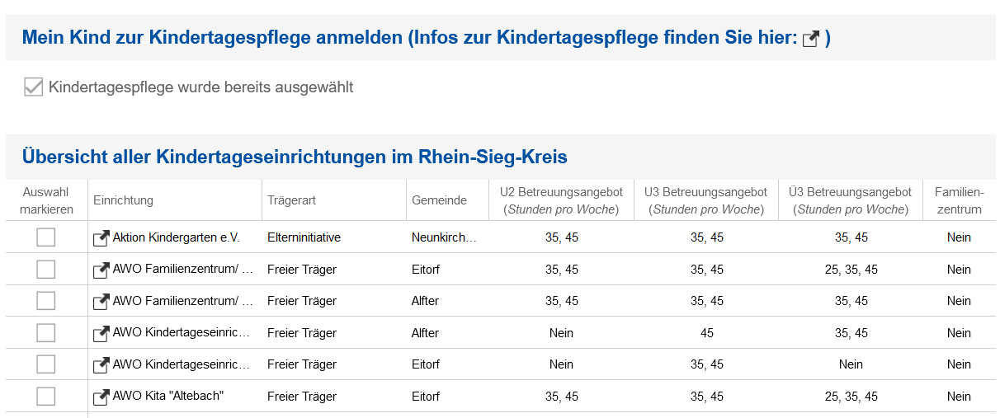 Mein Kind zur Kindertagespflege anmelden (Infos zur Kindertagespflege finden Sie hier: )
Kindertagespflege wurde bereits ausgewählt
Übersicht aller Kindertageseinrichtungen im Rhein-Sieg-Kreis
Auswahl markieren Einrichtung Trägerart Gemeinde U2 Betreuungsangebot (Stunden pro Woche) U3 Betreuungsangebot (Stunden pro Woche) Ü3 Betreuungsangebot (Stunden pro Woche) Familien-zentrum
Aktion Kindergarten e.V. Elterninitiative Neunkirch… 35, 45 35, 45 35, 45 Nein
AWO Familienzentrum/ … Freier Träger Eitorf 35, 45 35, 45 25, 35, 45 Nein
AWO Familienzentrum/ … Freier Träger Alfter 35, 45 35, 45 35, 45 Nein
AWO Kindertageseinric… Freier Träger Alfter Nein 45 35, 45 Nein
AWO Kindertageseinric… Freier Träger Eitorf Nein 35, 45 Nein Nein
AWO Kita "Altebach" Freier Träger Eitorf 35, 45 35, 45 25, 35, 45 Nein